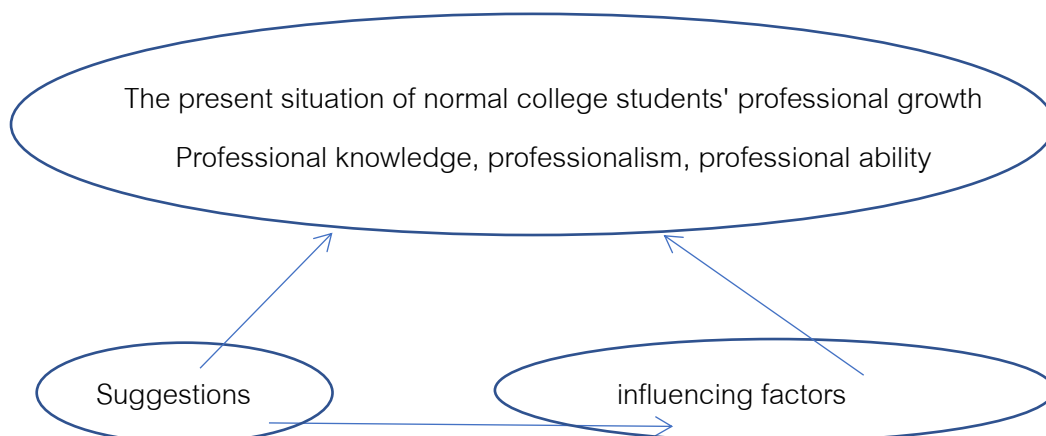 The present situation of normal college students' professional growth
Professional knowledge, professionalism, professional ability
Suggestions
influencing factors